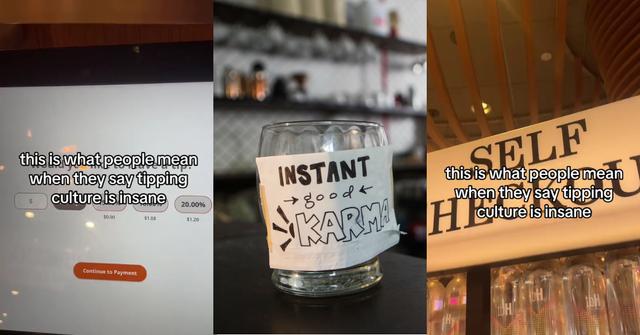 this is what people mean
when they say tipping
culture is insane
$
20.00%
$0.90
$1.08
$1.20
Continue to Payment
INSTANT
good
KARMA
SELF
HECKOU
this is what people mean
when they say tipping
culture is insane